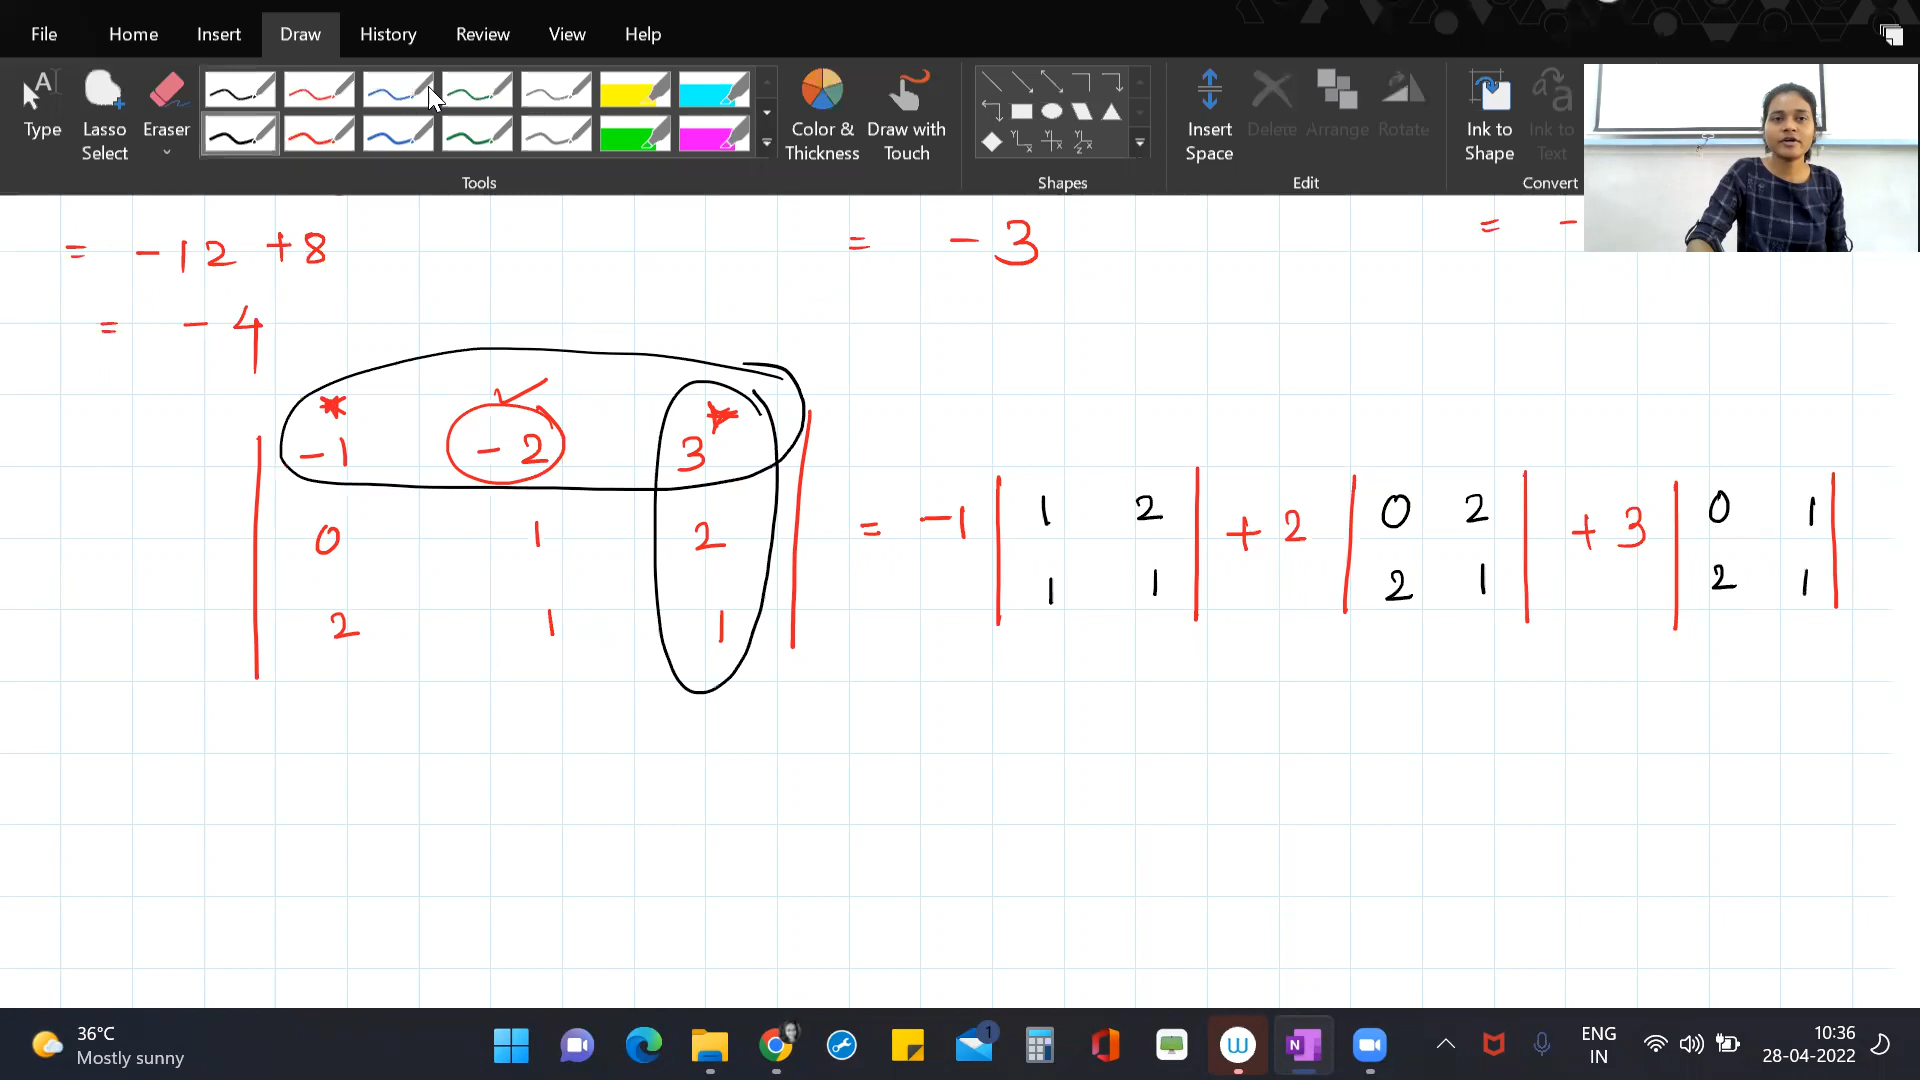 File Home Insert Draw History Review View Help
Type Lasso Select Eraser Color & Thickness Draw with Touch Insert Space Delete Arrange Rotate Ink to Shape Ink to Text
Tools Shapes Edit Convert
= -12 +8
= -3
= -
= -4
-1 -2 3
0 1 2
2 1 1
= -1 | 1 2 | + 2 | 0 2 | + 3 | 0 1 |
| 1 1 | | 2 1 | | 2 1 |
36°C
Mostly sunny
1
ENG
IN
10:36
28-04-2022